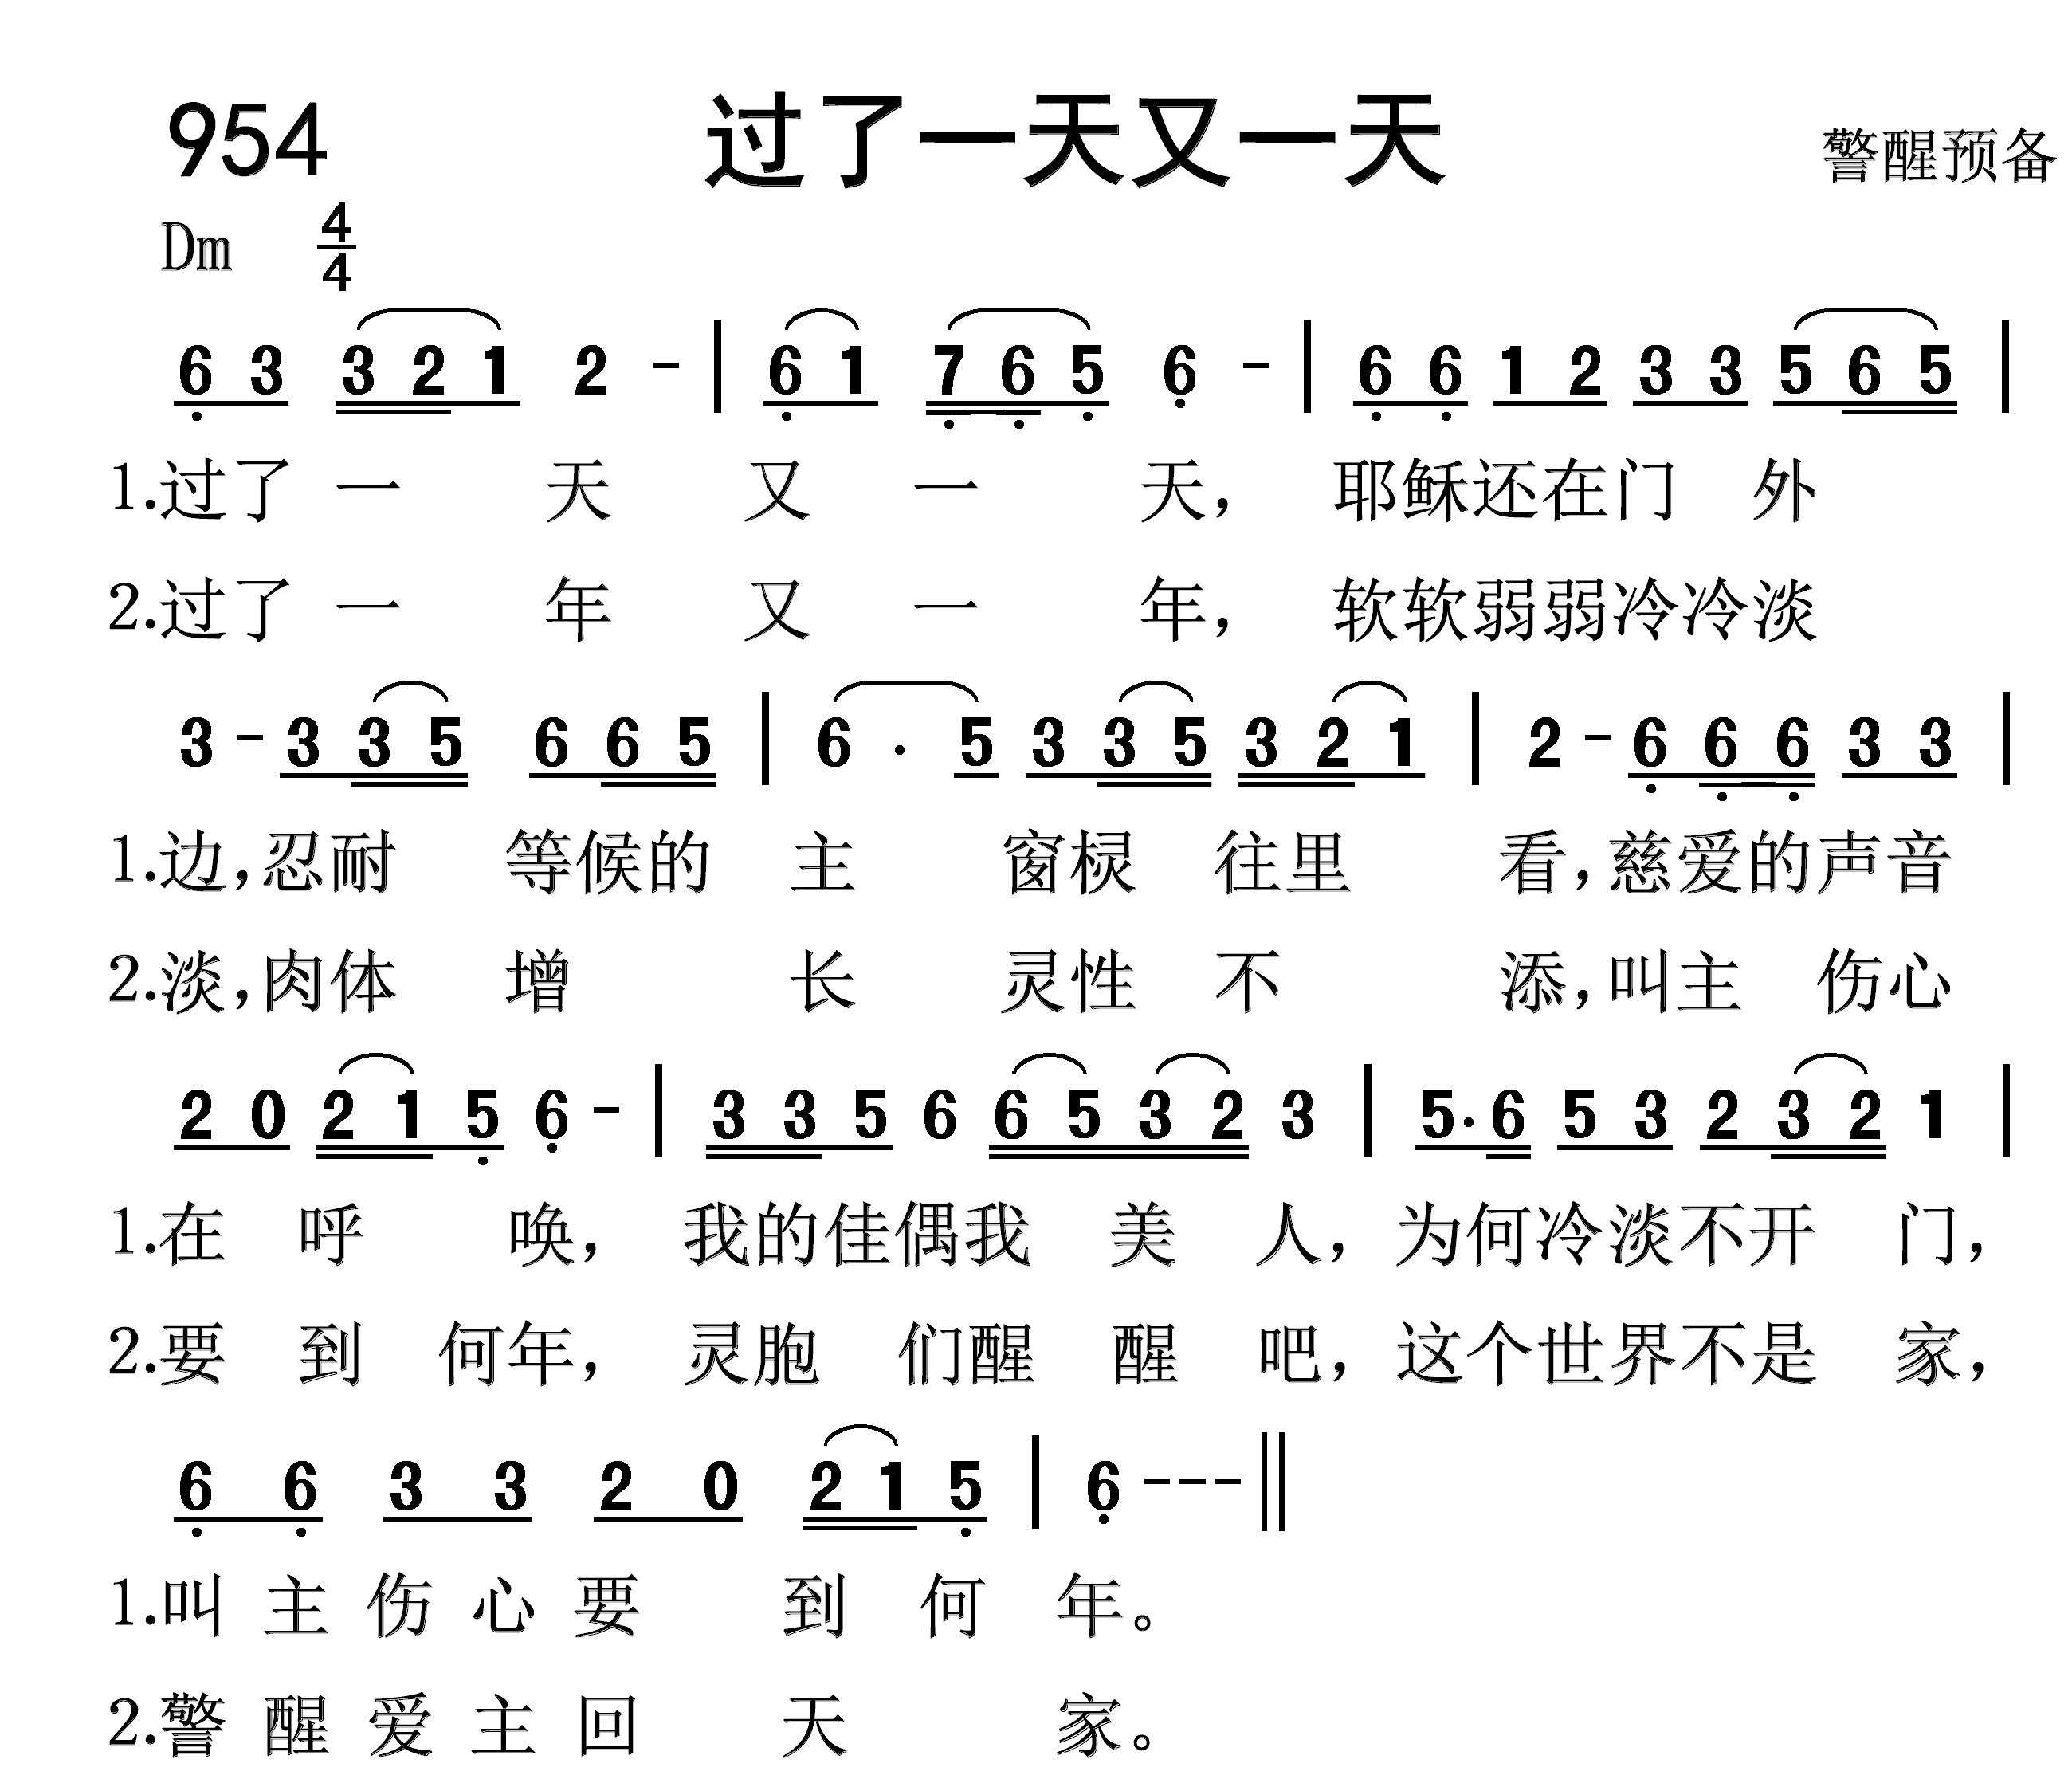 954 过了一天又一天 警醒预备
Dm 4/4
6 3 3 2 1 2 - | 6 1 7 6 5 6 - | 6 6 1 2 3 3 5 6 5 |
1.过了 一 天 又 一 天， 耶稣还在门 外
2.过了 一 年 又 一 年， 软软弱弱冷冷淡
3 - 3 3 5 6 6 5 | 6 · 5 3 3 5 3 2 1 | 2 - 6 6 6 3 3 |
1.边，忍耐 等候的 主 窗棂 往里 看，慈爱的声音
2.淡，肉体 增 长 灵性 不 添，叫主 伤心
2 0 2 1 5 6 - | 3 3 5 6 6 5 3 2 3 | 5 · 6 5 3 2 3 2 1 |
1.在 呼 唤， 我的佳偶我 美 人，为何冷淡不开 门，
2.要 到 何年， 灵胞 们醒 醒 吧，这个世界不是 家，
6 6 3 3 2 0 2 1 5 | 6 - - - ||
1.叫 主 伤 心 要 到 何 年。
2.警 醒 爱 主 回 天 家。